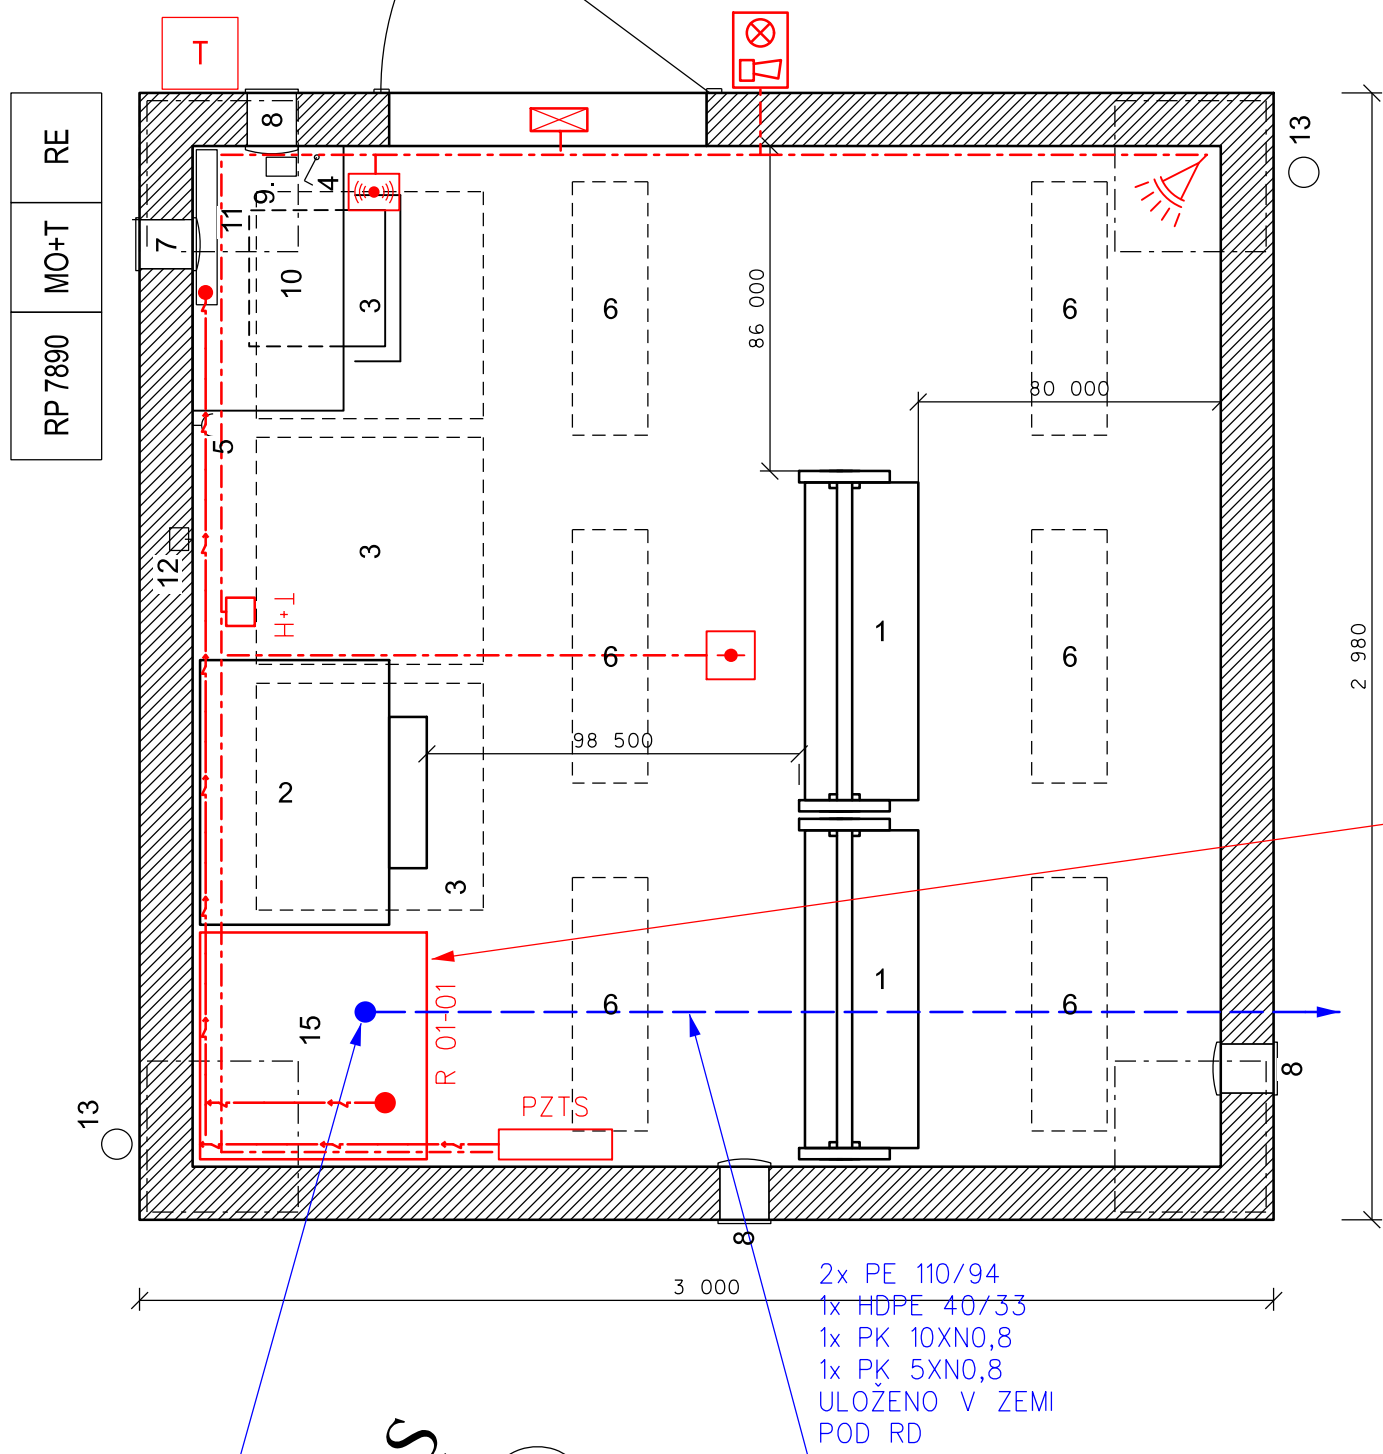 T
RE
MO+T
RP 7890
8
7
9.
4
11
10
3
6
6
13
86 000
80 000
5
3
12
T+H
6
6
1
2 980
98 500
2
3
15
R 01-01
6
1
6
PZTS
13
8
8
3 000
2x PE 110/94
1x HDPE 40/33
1x PK 10XN0,8
1x PK 5XN0,8
ULOŽENO V ZEMI
POD RD
S